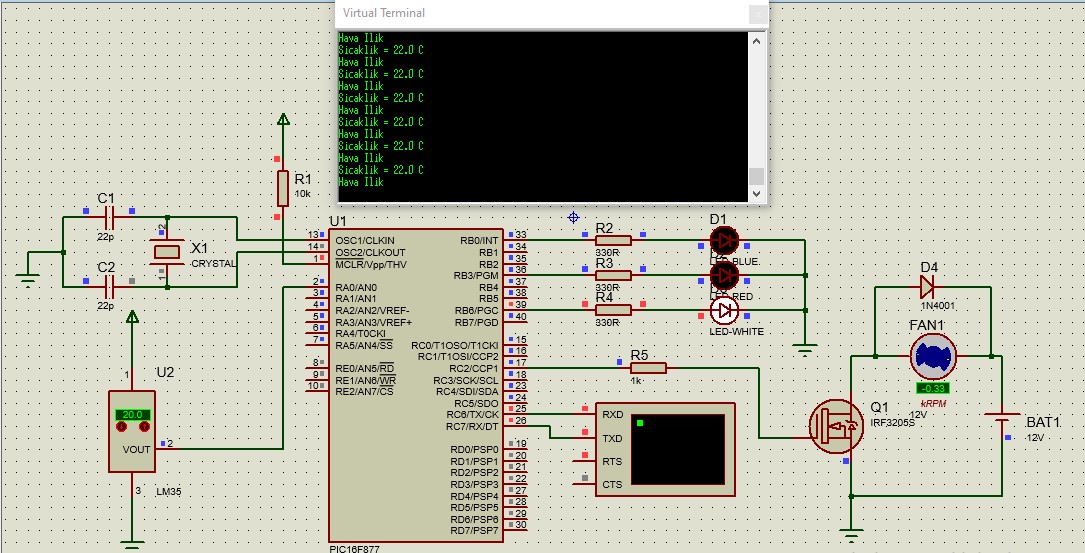 Virtual Terminal
Hava Ilik
Sicaklik = 22.0 C
Hava Ilik
Sicaklik = 22.0 C
Hava Ilik
Sicaklik = 22.0 C
Hava Ilik
Sicaklik = 22.0 C
Hava Ilik
Sicaklik = 22.0 C
Hava Ilik
Sicaklik = 22.0 C
Hava Ilik
R1
10k
C1
22p
X1
CRYSTAL
2
1
C2
22p
U1
13 OSC1/CLKIN
14 OSC2/CLKOUT
1 MCLR/Vpp/THV
2 RA0/AN0
3 RA1/AN1
4 RA2/AN2/VREF-
5 RA3/AN3/VREF+
6 RA4/T0CKI
7 RA5/AN4/SS
8 RE0/AN5/RD
9 RE1/AN6/WR
10 RE2/AN7/CS
RB0/INT 33
RB1 34
RB2 35
RB3/PGM 36
RB4 37
RB5 38
RB6/PGC 39
RB7/PGD 40
RC0/T1OSO/T1CKI 15
RC1/T1OSI/CCP2 16
RC2/CCP1 17
RC3/SCK/SCL 18
RC4/SDI/SDA 23
RC5/SDO 24
RC6/TX/CK 25
RC7/RX/DT 26
RD0/PSP0 19
RD1/PSP1 20
RD2/PSP2 21
RD3/PSP3 22
RD4/PSP4 27
RD5/PSP5 28
RD6/PSP6 29
RD7/PSP7 30
PIC16F877
U2
1
20.0
VOUT 2
3
LM35
R2
330R
R3
330R
R4
330R
D1
LED-BLUE
LED-RED
LED-WHITE
R5
1k
RXD
TXD
RTS
CTS
D4
1N4001
FAN1
-0.33
kRPM
12V
Q1
IRF3205S
BAT1
12V